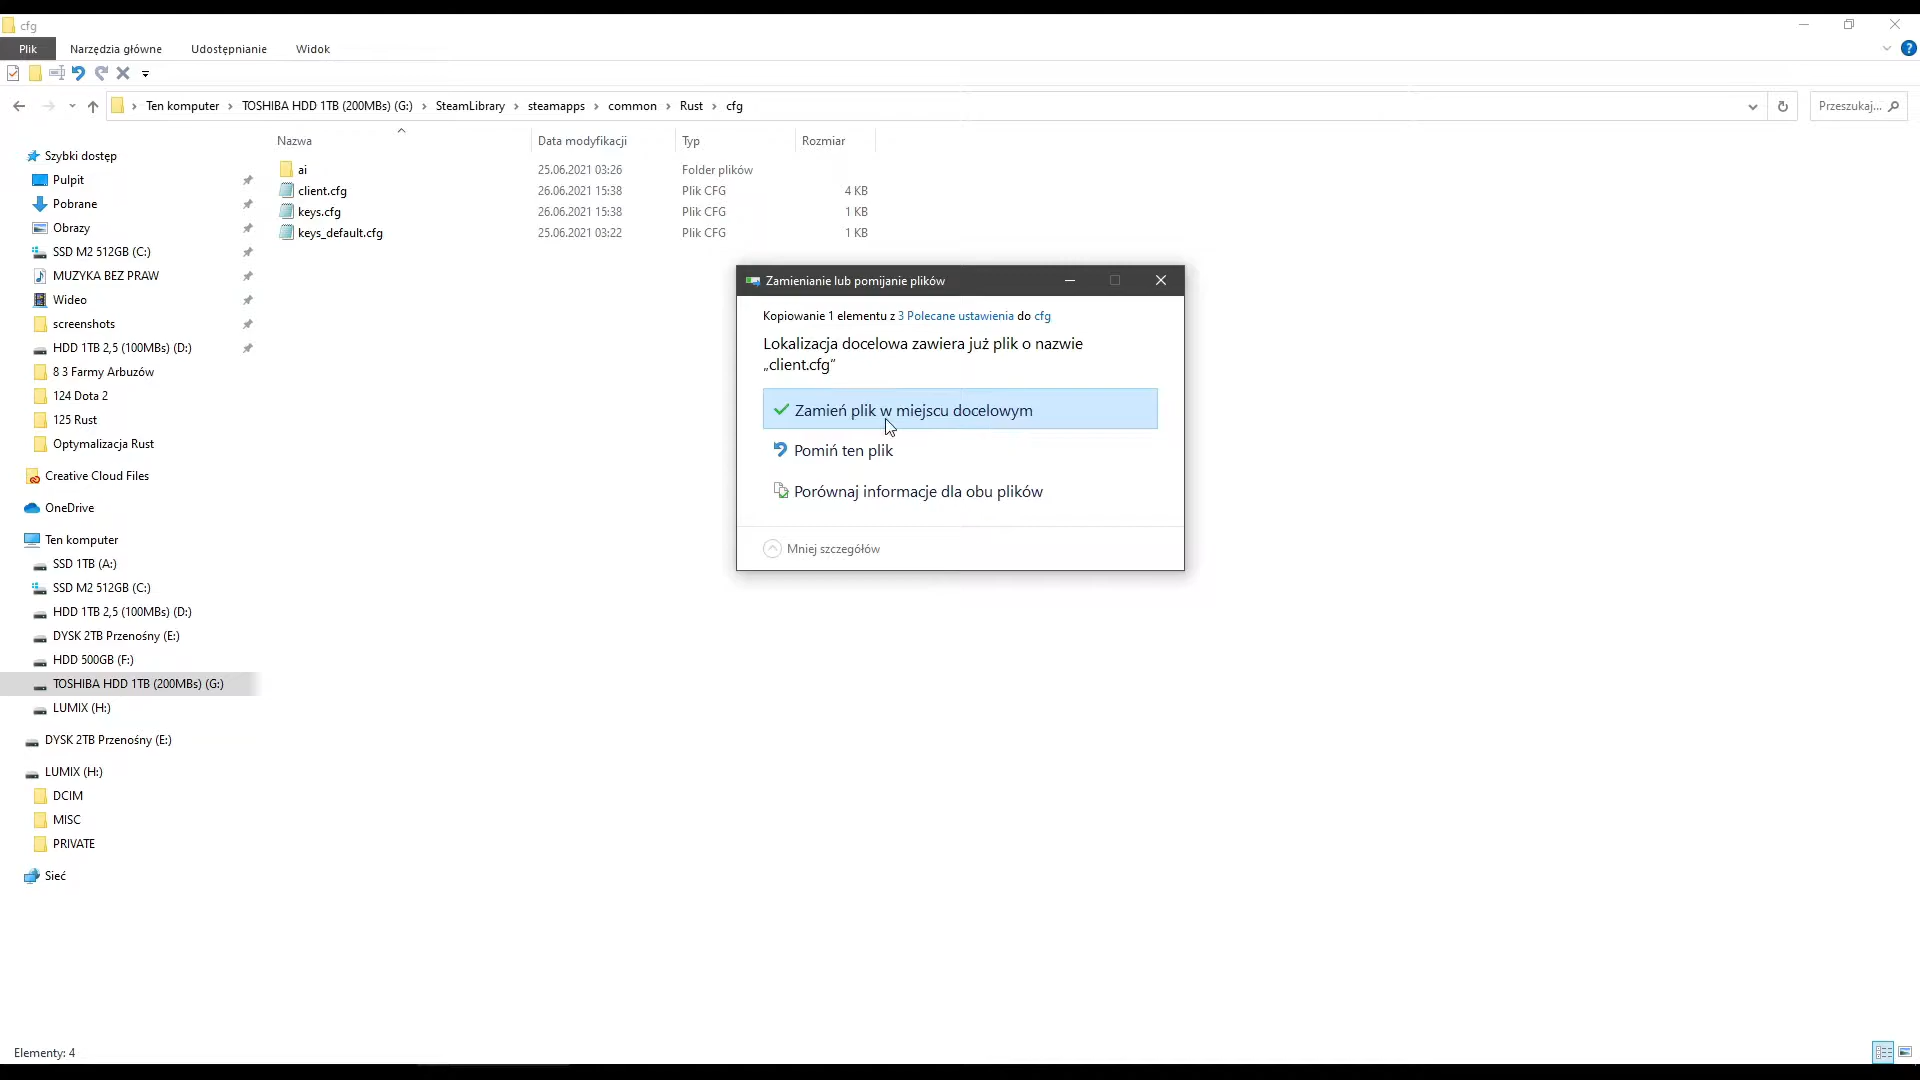 cfg
Plik
Narzędzia główne
Udostępnianie
Widok
Ten komputer
TOSHIBA HDD 1TB (200MBs) (G:)
SteamLibrary
steamapps
common
Rust
cfg
Przeszukaj...
Nazwa
Data modyfikacji
Typ
Rozmiar
ai
25.06.2021 03:26
Folder plików
client.cfg
26.06.2021 15:38
Plik CFG
4 KB
keys.cfg
26.06.2021 15:38
Plik CFG
1 KB
keys_default.cfg
25.06.2021 03:22
Plik CFG
1 KB
Szybki dostęp
Pulpit
Pobrane
Obrazy
SSD M2 512GB (C:)
MUZYKA BEZ PRAW
Wideo
screenshots
HDD 1TB 2,5 (100MBs) (D:)
8 3 Farmy Arbuzów
124 Dota 2
125 Rust
Optymalizacja Rust
Creative Cloud Files
OneDrive
Ten komputer
SSD 1TB (A:)
SSD M2 512GB (C:)
HDD 1TB 2,5 (100MBs) (D:)
DYSK 2TB Przenośny (E:)
HDD 500GB (F:)
TOSHIBA HDD 1TB (200MBs) (G:)
LUMIX (H:)
DYSK 2TB Przenośny (E:)
LUMIX (H:)
DCIM
MISC
PRIVATE
Sieć
Zamienianie lub pomijanie plików
Kopiowanie 1 elementu z 3 Polecane ustawienia do cfg
Lokalizacja docelowa zawiera już plik o nazwie
„client.cfg”
Zamień plik w miejscu docelowym
Pomiń ten plik
Porównaj informacje dla obu plików
Mniej szczegółów
Elementy: 4